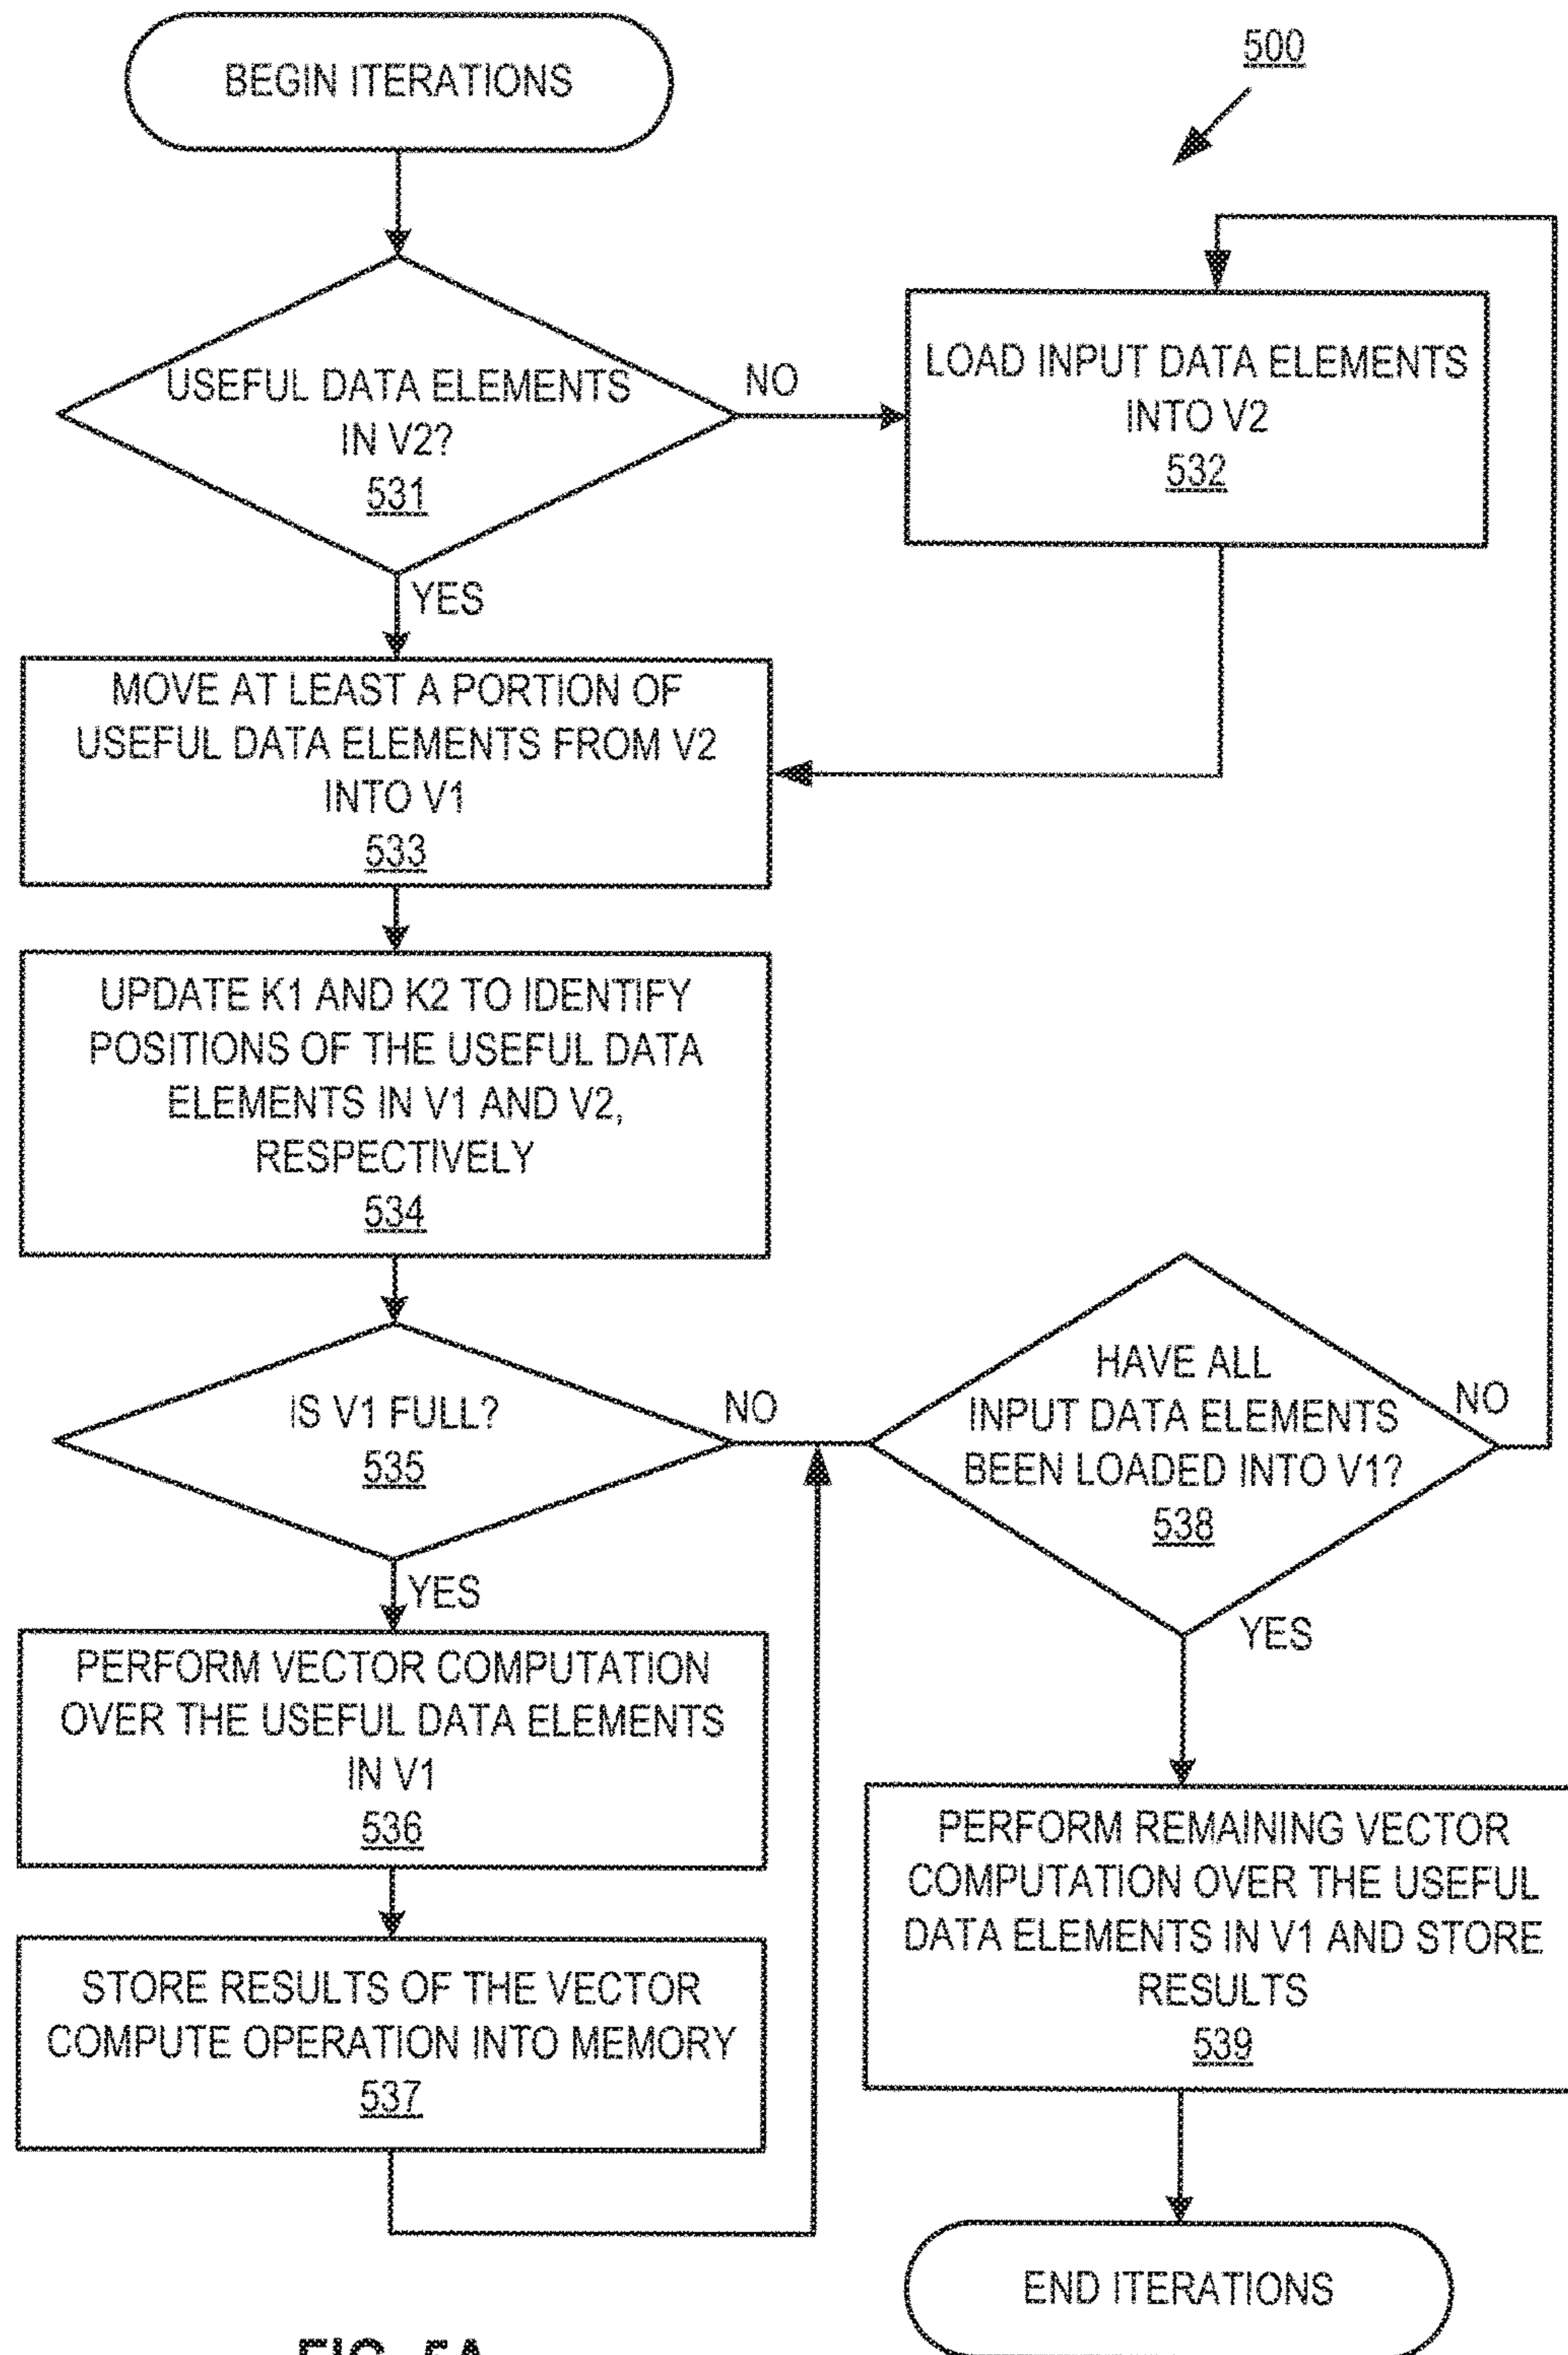 BEGIN ITERATIONS
500
USEFUL DATA ELEMENTS
IN V2?
531
NO
LOAD INPUT DATA ELEMENTS
INTO V2
532
YES
MOVE AT LEAST A PORTION OF
USEFUL DATA ELEMENTS FROM V2
INTO V1
533
UPDATE K1 AND K2 TO IDENTIFY
POSITIONS OF THE USEFUL DATA
ELEMENTS IN V1 AND V2,
RESPECTIVELY
534
IS V1 FULL?
535
NO
HAVE ALL
INPUT DATA ELEMENTS
BEEN LOADED INTO V1?
538
NO
YES
PERFORM VECTOR COMPUTATION
OVER THE USEFUL DATA ELEMENTS
IN V1
536
YES
STORE RESULTS OF THE VECTOR
COMPUTE OPERATION INTO MEMORY
537
PERFORM REMAINING VECTOR
COMPUTATION OVER THE USEFUL
DATA ELEMENTS IN V1 AND STORE
RESULTS
539
END ITERATIONS
FIG. 5A